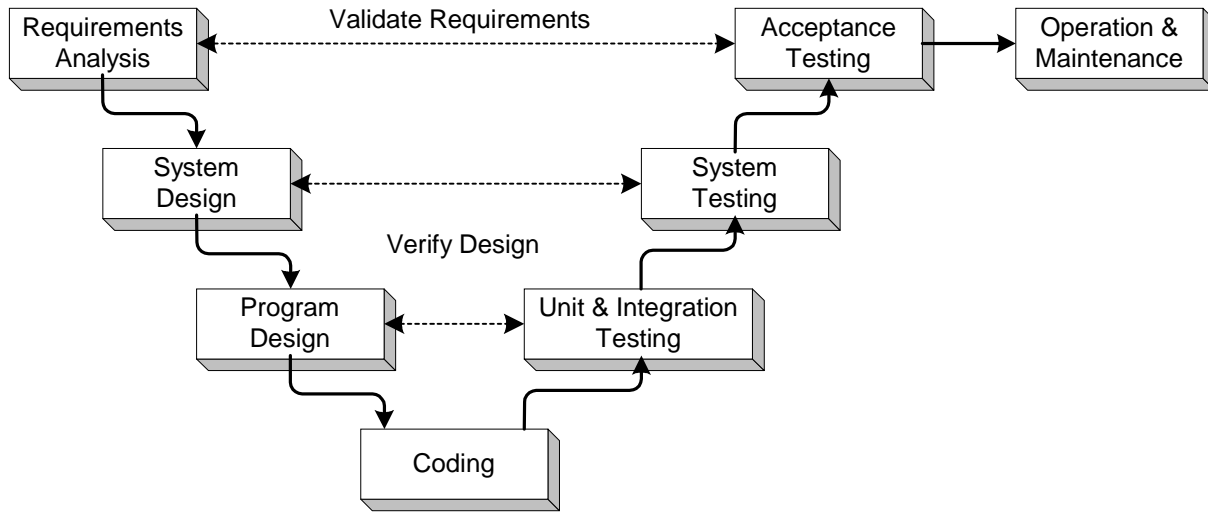 Requirements
Analysis
Validate Requirements
Acceptance
Testing
Operation &
Maintenance
System
Design
System
Testing
Verify Design
Program
Design
Unit & Integration
Testing
Coding